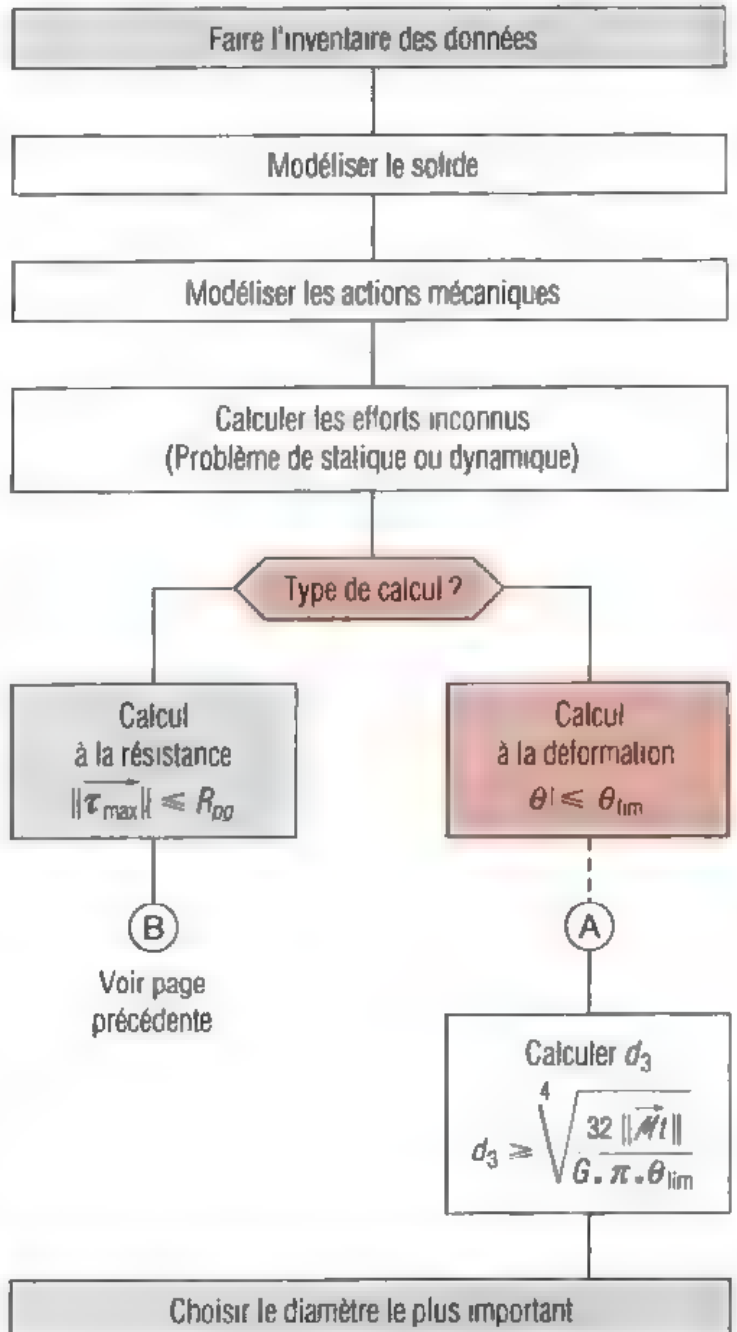 Faire l'inventaire des données
Modéliser le solide
Modéliser les actions mécaniques
Calculer les efforts inconnus
(Problème de statique ou dynamique)
Type de calcul ?
Calcul
à la résistance
||τmax|| ≤ Rpg
Calcul
à la déformation
θ ≤ θlim
B
A
Voir page
précédente
Calculer d3
d3 ≥ ⁴√(32 ||Mt|| / G.π.θlim)
Choisir le diamètre le plus important